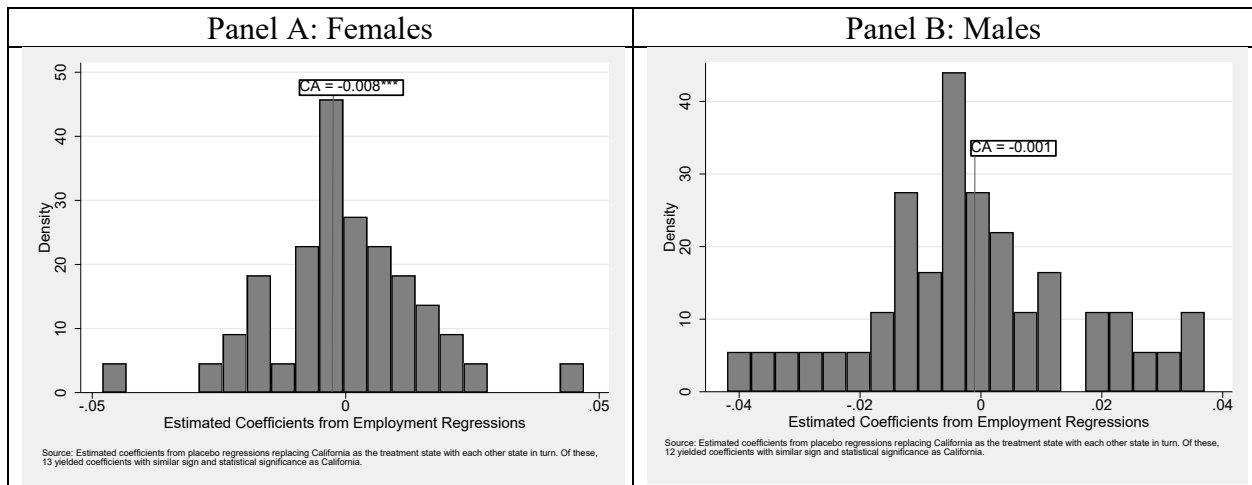 Panel A: Females
50
40
30
20
10
0
Density
CA = -0.008***
-.05
0
.05
Estimated Coefficients from Employment Regressions
Source: Estimated coefficients from placebo regressions replacing California as the treatment state with each other state in turn. Of these,
13 yielded coefficients with similar sign and statistical significance as California.
Panel B: Males
40
30
20
10
0
Density
CA = -0.001
-.04
-.02
0
.02
.04
Estimated Coefficients from Employment Regressions
Source: Estimated coefficients from placebo regressions replacing California as the treatment state with each other state in turn. Of these,
12 yielded coefficients with similar sign and statistical significance as California.